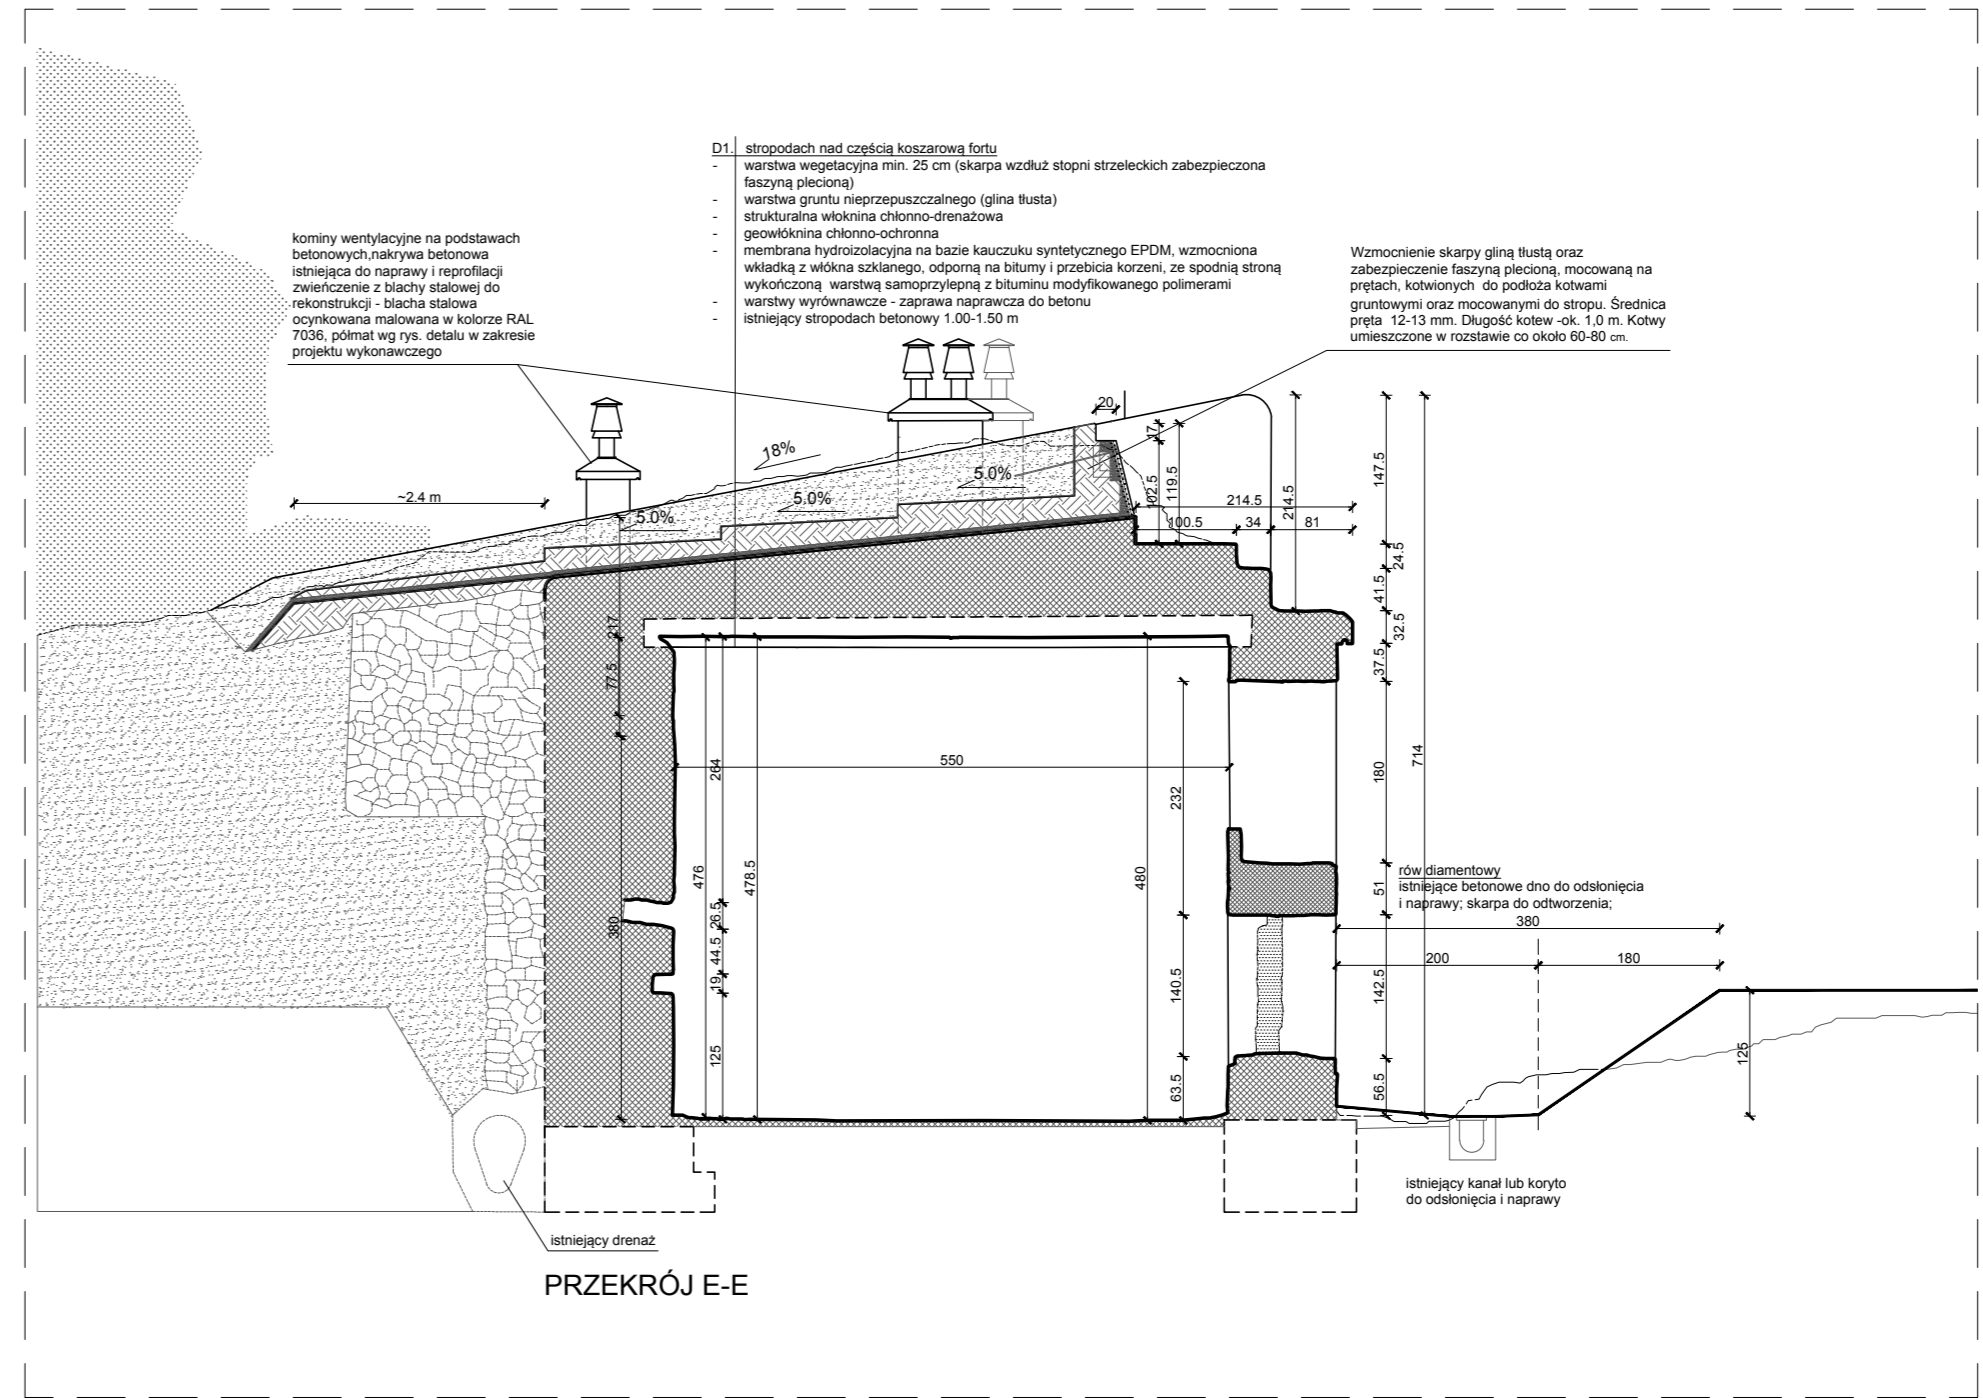 D1. stropodach nad częścią koszarową fortu
- warstwa wegetacyjna min. 25 cm (skarpa wzdłuż stopni strzeleckich zabezpieczona
faszyną plecioną)
- warstwa gruntu nieprzepuszczalnego (glina tłusta)
- strukturalna włoknina chłonno-drenażowa
- geowłóknina chłonno-ochronna
- membrana hydroizolacyjna na bazie kauczuku syntetycznego EPDM, wzmocniona
wkładką z włókna szklanego, odporną na bitumy i przebicia korzeni, ze spodnią stroną
wykończoną warstwą samoprzylepną z bituminu modyfikowanego polimerami
- warstwy wyrównawcze - zaprawa naprawcza do betonu
- istniejący stropodach betonowy 1.00-1.50 m
kominy wentylacyjne na podstawach
betonowych,nakrywa betonowa
istniejąca do naprawy i reprofilacji
zwieńczenie z blachy stalowej do
rekonstrukcji - blacha stalowa
ocynkowana malowana w kolorze RAL
7036, półmat wg rys. detalu w zakresie
projektu wykonawczego
Wzmocnienie skarpy gliną tłustą oraz
zabezpieczenie faszyną plecioną, mocowaną na
prętach, kotwionych do podłoża kotwami
gruntowymi oraz mocowanymi do stropu. Średnica
pręta 12-13 mm. Długość kotew -ok. 1,0 m. Kotwy
umieszczone w rozstawie co około 60-80 cm.
20
18%
17
5.0%
~2.4 m
5.0%
5.0%
102.5
119.5
214.5
214.5
147.5
100.5
34
81
24.5
41.5
32.5
37.5
217
77.5
264
550
232
180
714
476
478.5
480
51
rów diamentowy
istniejące betonowe dno do odsłonięcia
i naprawy; skarpa do odtworzenia;
380
26.5
380
44.5
200
180
19
140.5
142.5
125
125
63.5
56.5
istniejący kanał lub koryto
do odsłonięcia i naprawy
istniejący drenaż
PRZEKRÓJ E-E